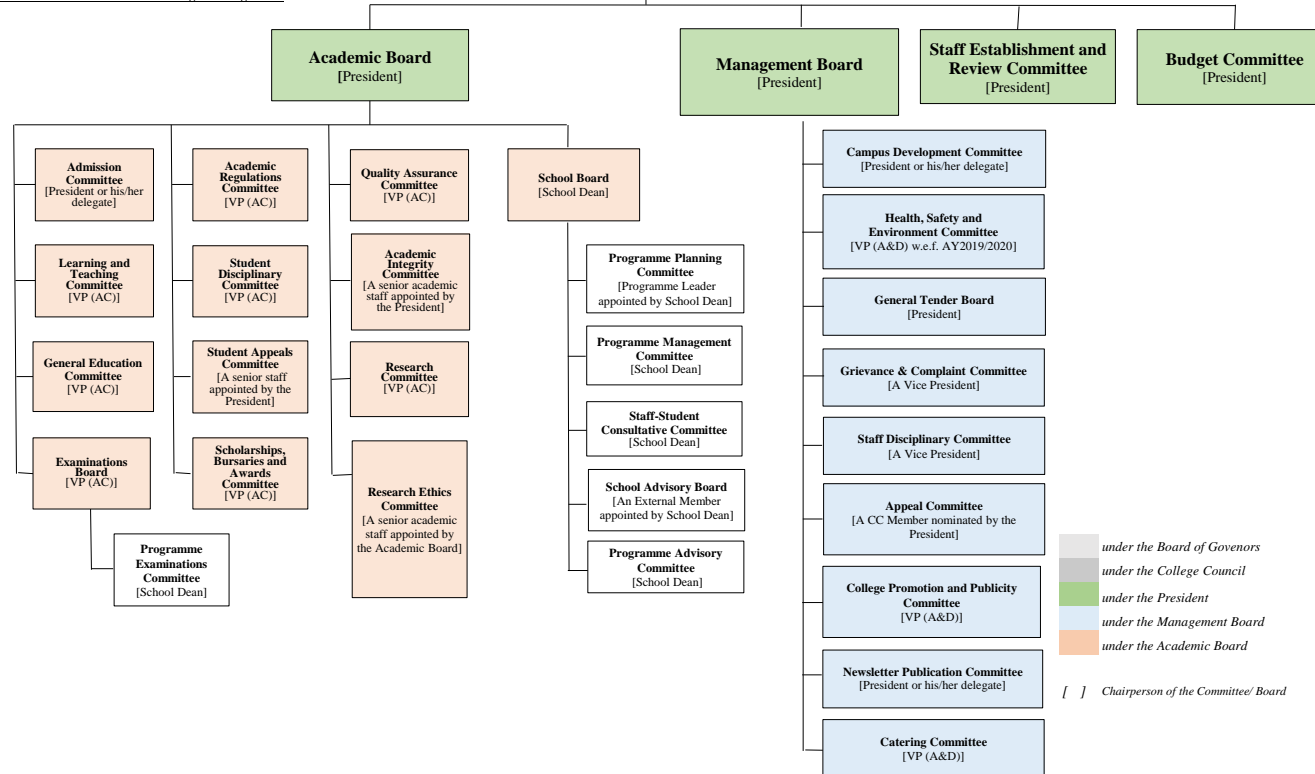 Academic Board
[President]
Management Board
[President]
Staff Establishment and
Review Committee
[President]
Budget Committee
[President]
Admission
Committee
[President or his/her
delegate]
Learning and
Teaching
Committee
[VP (AC)]
General Education
Committee
[VP (AC)]
Examinations
Board
[VP (AC)]
Programme
Examinations
Committee
[School Dean]
Academic
Regulations
Committee
[VP (AC)]
Student
Disciplinary
Committee
[VP (AC)]
Student Appeals
Committee
[A senior staff
appointed by the
President]
Scholarships,
Bursaries and
Awards
Committee
[VP (AC)]
Quality Assurance
Committee
[VP (AC)]
Academic
Integrity
Committee
[A senior academic
staff appointed by
the President]
Research
Committee
[VP (AC)]
Research Ethics
Committee
[A senior academic
staff appointed by
the Academic Board]
School Board
[School Dean]
Programme Planning
Committee
[Programme Leader
appointed by School Dean]
Programme Management
Committee
[School Dean]
Staff-Student
Consultative Committee
[School Dean]
School Advisory Board
[An External Member
appointed by School Dean]
Programme Advisory
Committee
[School Dean]
Campus Development Committee
[President or his/her delegate]
Health, Safety and
Environment Committee
[VP (A&D) w.e.f. AY2019/2020]
General Tender Board
[President]
Grievance & Complaint Committee
[A Vice President]
Staff Disciplinary Committee
[A Vice President]
Appeal Committee
[A CC Member nominated by the
President]
College Promotion and Publicity
Committee
[VP (A&D)]
Newsletter Publication Committee
[President or his/her delegate]
Catering Committee
[VP (A&D)]
under the Board of Govenors
under the College Council
under the President
under the Management Board
under the Academic Board
[ ] Chairperson of the Committee/ Board